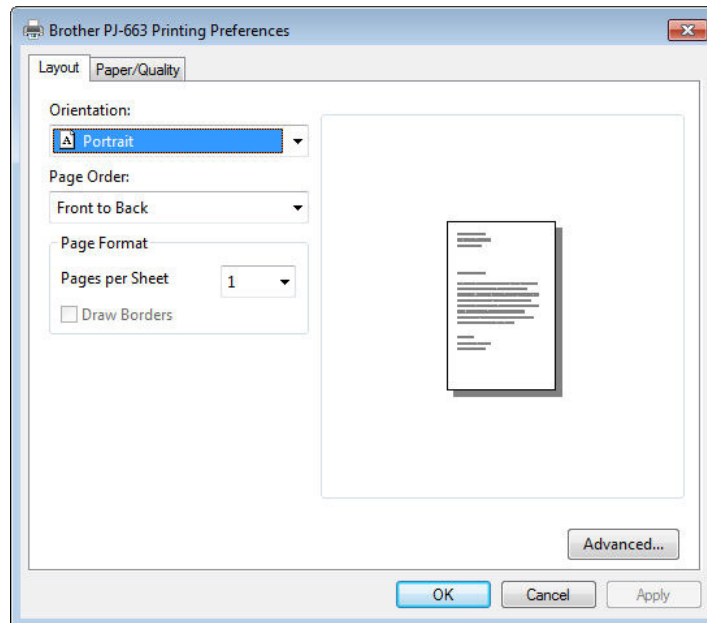 Brother PJ-663 Printing Preferences
Layout
Paper/Quality
Orientation:
A Portrait
Page Order:
Front to Back
Page Format
Pages per Sheet 1
Draw Borders
Advanced...
OK Cancel Apply